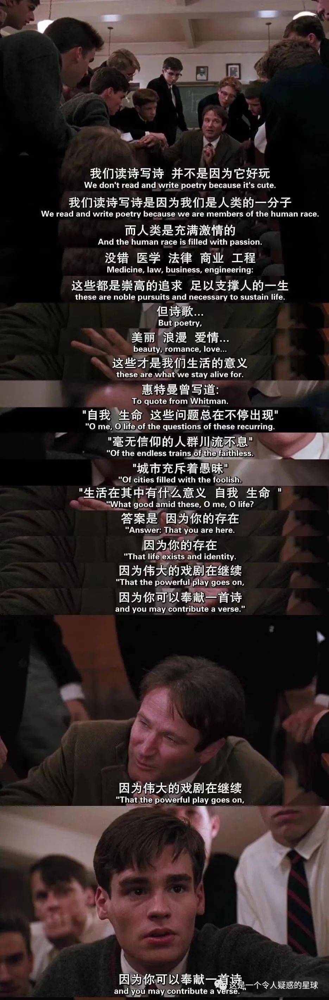 我们读诗写诗 并不是因为它好玩
We don't read and write poetry because it's cute.
我们读诗写诗是因为我们是人类的一分子
We read and write poetry because we are members of the human race.
而人类是充满激情的
And the human race is filled with passion.
没错 医学 法律 商业 工程
Medicine, law, business, engineering:
这些都是崇高的追求 足以支撑人的一生
these are noble pursuits and necessary to sustain life.
但诗歌...
But poetry,
美丽 浪漫 爱情...
beauty, romance, love...
这些才是我们生活的意义
these are what we stay alive for.
惠特曼曾写道:
To quote from Whitman.
"自我 生命 这些问题总在不停出现"
"O me, O life of the questions of these recurring.
"毫无信仰的人群川流不息"
"Of the endless trains of the faithless.
"城市充斥着愚昧"
"Of cities filled with the foolish.
"生活在其中有什么意义 自我 生命 "
"What good amid these, O me, O life?
答案是 因为你的存在
"Answer: That you are here.
因为你的存在
"That life exists and identity.
因为伟大的戏剧在继续
"That the powerful play goes on,
因为你可以奉献一首诗
and you may contribute a verse."
因为伟大的戏剧在继续
"That the powerful play goes on,
因为你可以奉献一首诗
and you may contribute a verse. "
这是一个令人疑惑的星球